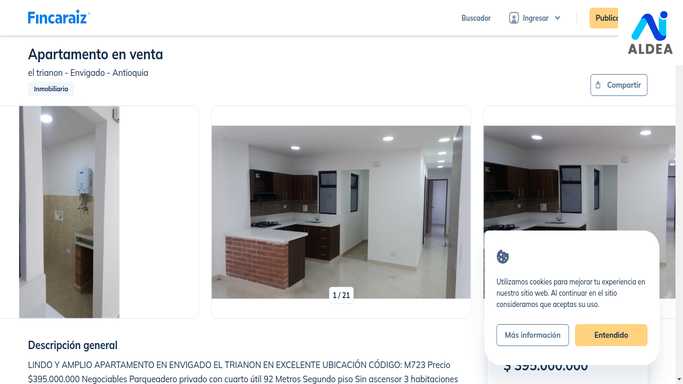 Fincaraiz
Buscador
Ingresar
Public
ALDEA
Apartamento en venta
el trianon - Envigado - Antioquia
Inmobiliario
Compartir
1 / 21
Utilizamos cookies para mejorar tu experiencia en
nuestro sitio web. Al continuar en el sitio
consideramos que aceptas su uso.
Más información
Entendido
$ 395.000.000
Descripción general
LINDO Y AMPLIO APARTAMENTO EN ENVIGADO EL TRIANON EN EXCELENTE UBICACIÓN CÓDIGO: M723 Precio
$395.000.000 Negociables Parqueadero privado con cuarto útil 92 Metros Segundo piso Sin ascensor 3 habitaciones